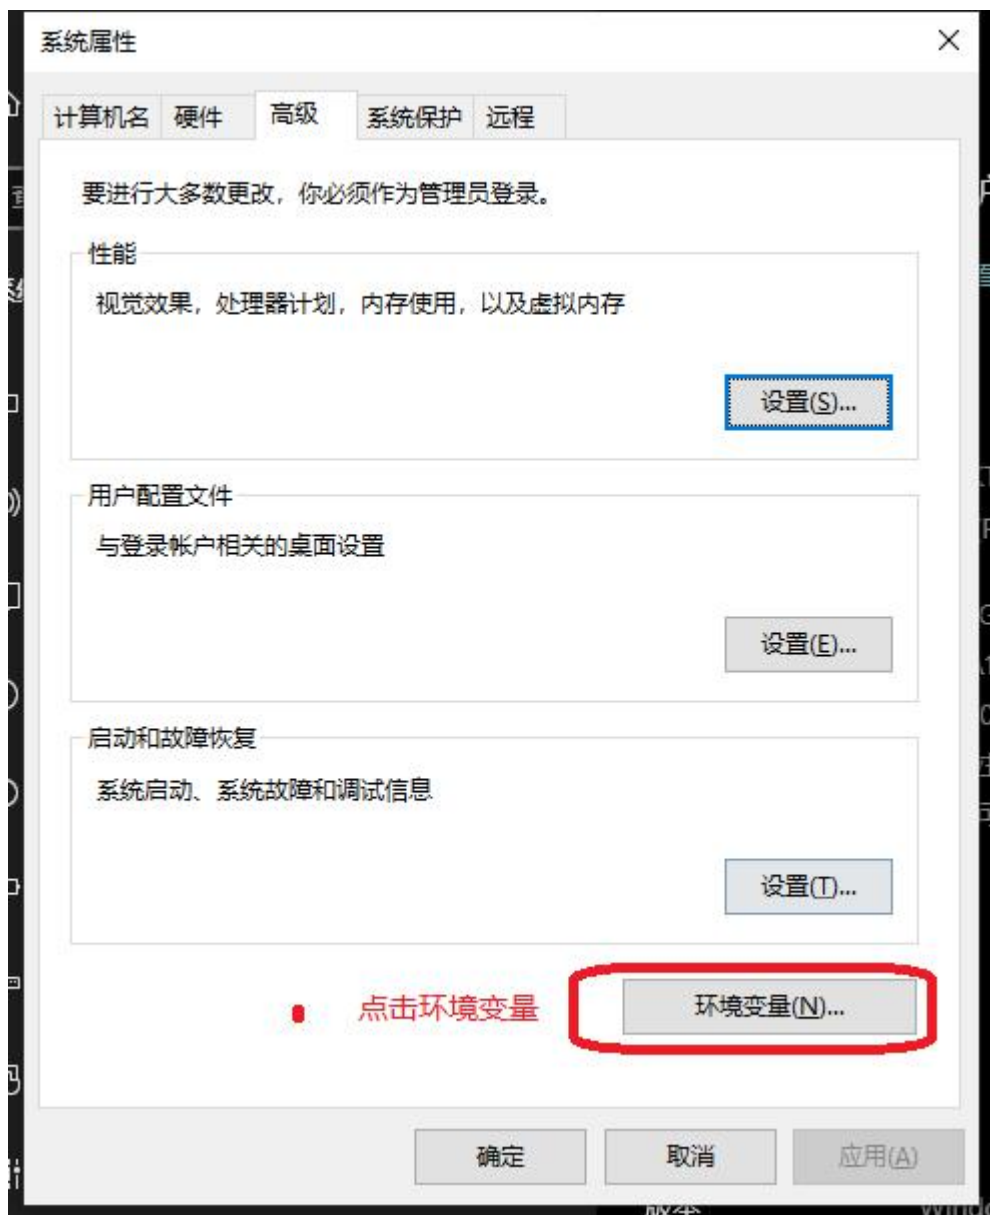 系统属性
计算机名 硬件 高级 系统保护 远程
要进行大多数更改，你必须作为管理员登录。
性能
视觉效果，处理器计划，内存使用，以及虚拟内存
设置(S)...
用户配置文件
与登录帐户相关的桌面设置
设置(E)...
启动和故障恢复
系统启动、系统故障和调试信息
设置(T)...
点击环境变量 环境变量(N)...
确定 取消 应用(A)
版本